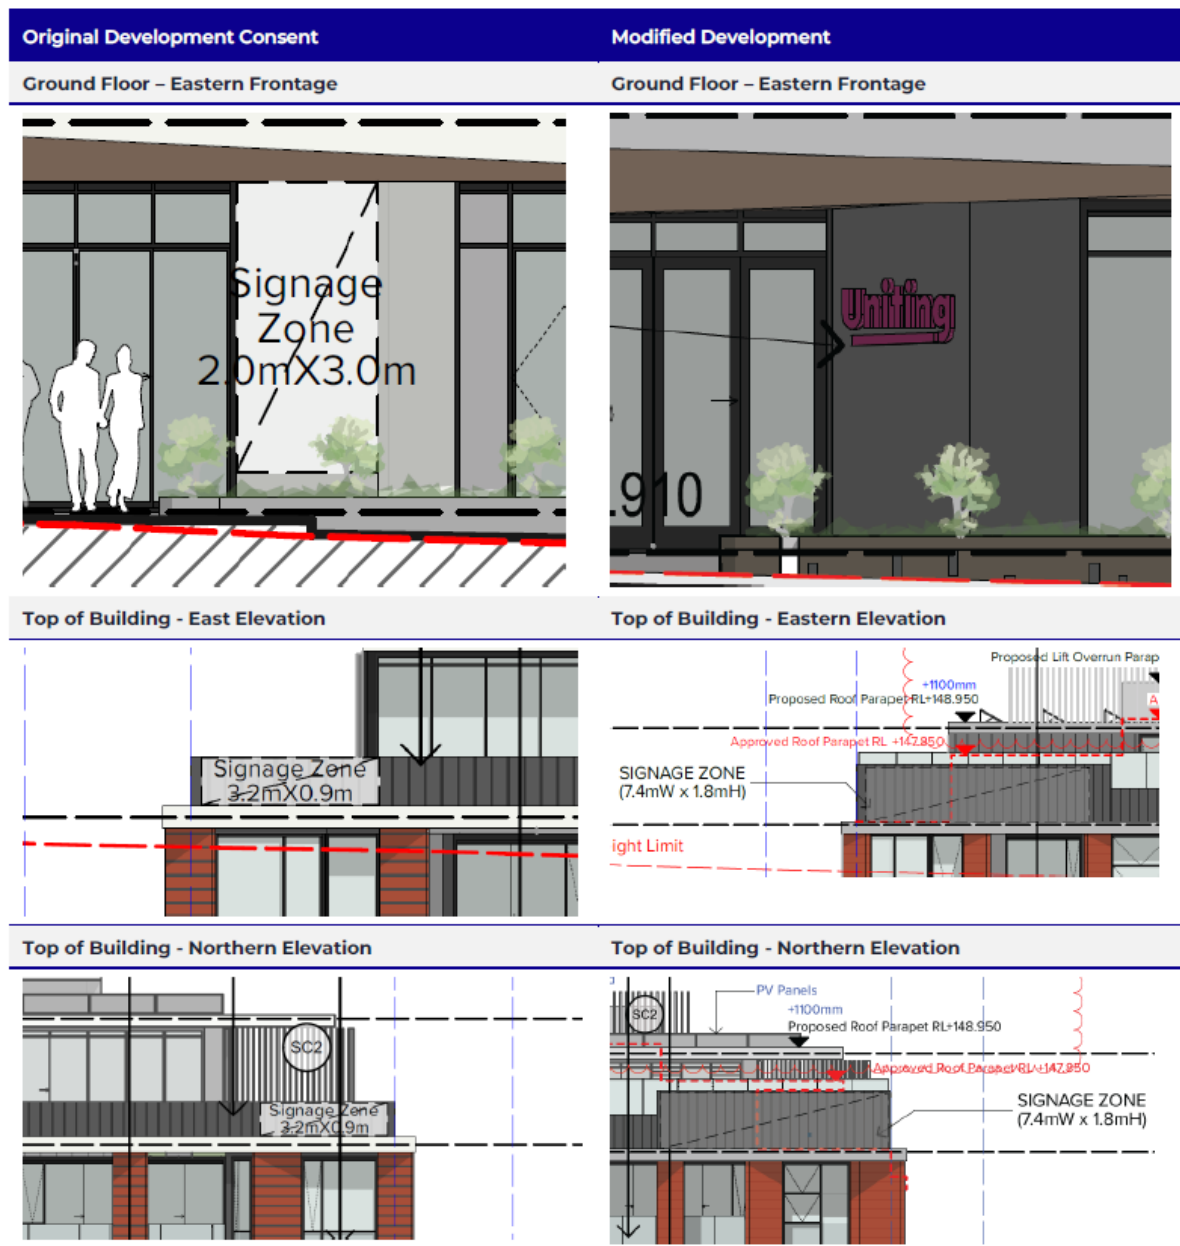 Original Development Consent
Modified Development
Ground Floor – Eastern Frontage
Ground Floor – Eastern Frontage
Signage
Zone
2.0mX3.0m
Uniting
.910
Top of Building - East Elevation
Top of Building - Eastern Elevation
Signage Zone
3.2mX0.9m
Proposed Lift Overrun Parap
+1100mm
Proposed Roof Parapet RL+148.950
A
Approved Roof Parapet RL +147.850
SIGNAGE ZONE
(7.4mW x 1.8mH)
ight Limit
Top of Building - Northern Elevation
Top of Building - Northern Elevation
SC2
Signage Zone
3.2mX0.9m
PV Panels
+1100mm
SC2
Proposed Roof Parapet RL+148.950
Approved Roof Parapet RL+147.850
SIGNAGE ZONE
(7.4mW x 1.8mH)